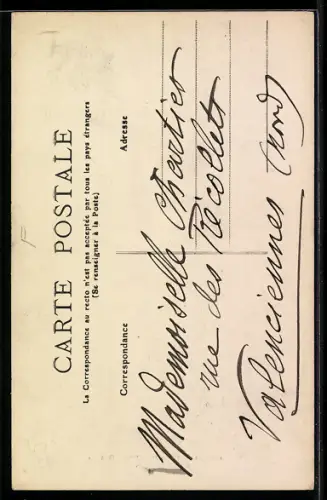 CARTE POSTALE
La Correspondance au recto n'est pas acceptée par tous les pays étrangers
(Se renseigner à la Poste)
Correspondance
Adresse
Mademoiselle Chartier
rue des Récollets
Valenciennes (Nord)